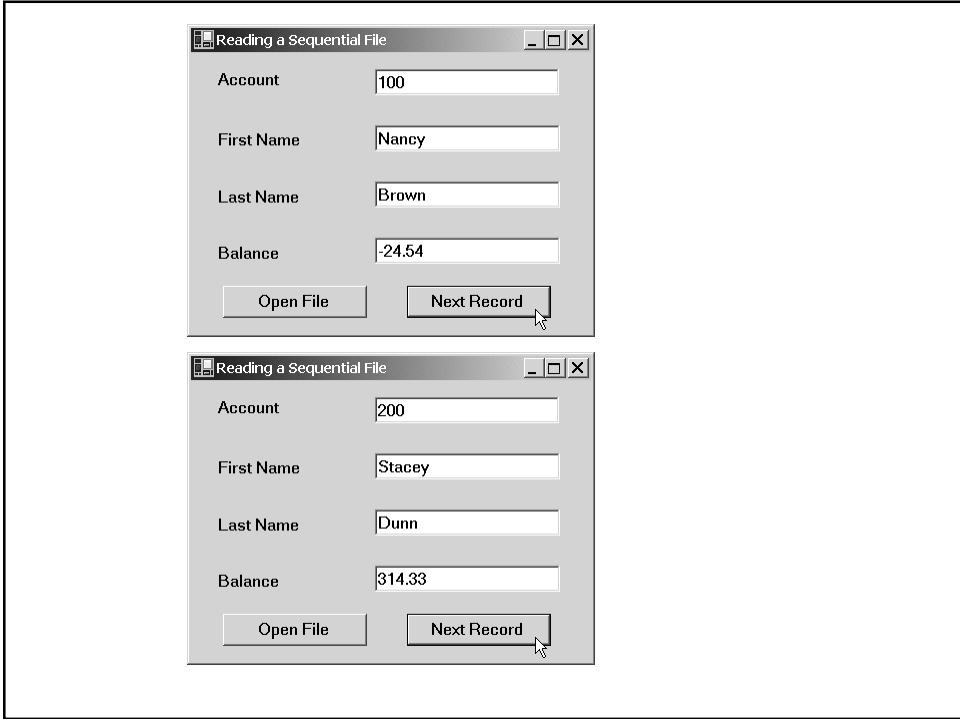 Reading a Sequential File
Account 100
First Name Nancy
Last Name Brown
Balance -24.54
Open File Next Record
Reading a Sequential File
Account 200
First Name Stacey
Last Name Dunn
Balance 314.33
Open File Next Record